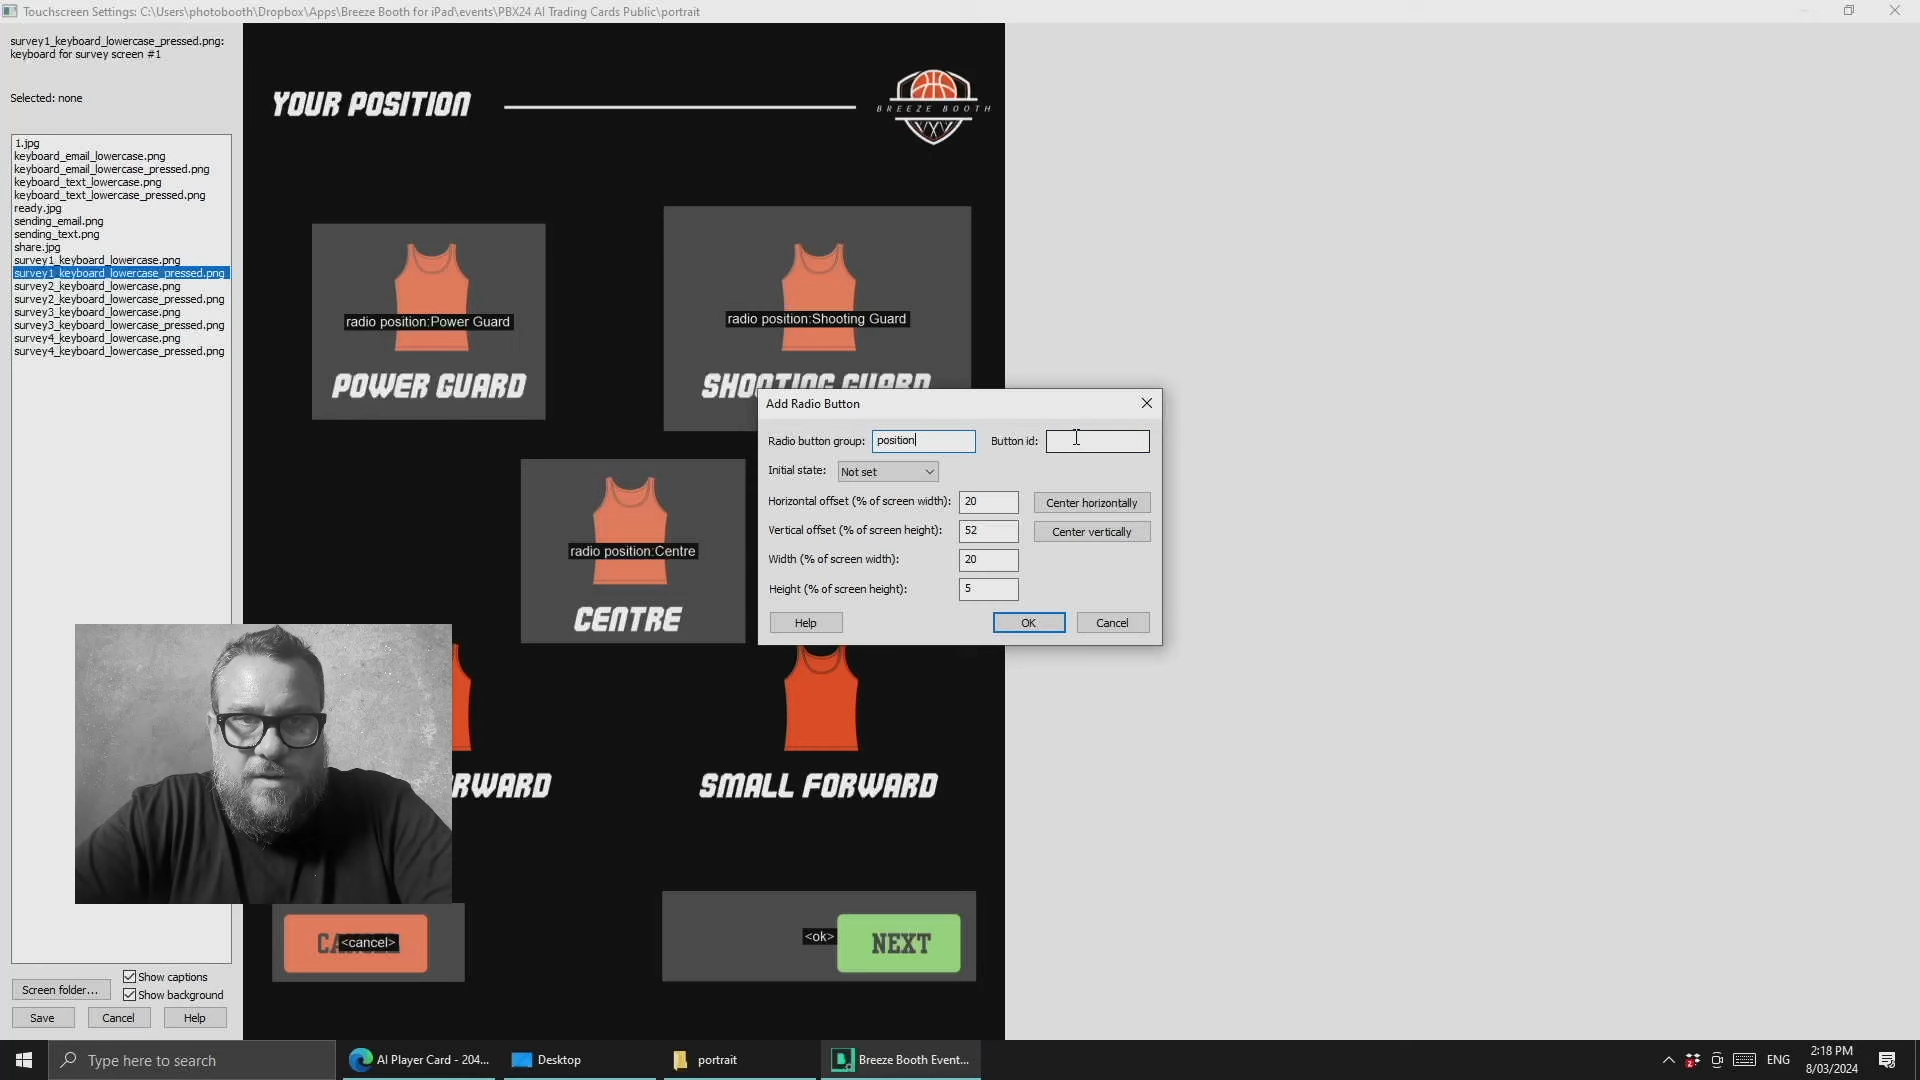 Touchscreen Settings: C:\Users\photobooth\Dropbox\Apps\Breeze Booth for iPad\events\PBX24 AI Trading Cards Public\portrait
survey1_keyboard_lowercase_pressed.png:
keyboard for survey screen #1
Selected: none
1.jpg
keyboard_email_lowercase.png
keyboard_email_lowercase_pressed.png
keyboard_text_lowercase.png
keyboard_text_lowercase_pressed.png
ready.jpg
sending_email.png
sending_text.png
share.jpg
survey1_keyboard_lowercase.png
survey1_keyboard_lowercase_pressed.png
survey2_keyboard_lowercase.png
survey2_keyboard_lowercase_pressed.png
survey3_keyboard_lowercase.png
survey3_keyboard_lowercase_pressed.png
survey4_keyboard_lowercase.png
survey4_keyboard_lowercase_pressed.png
Screen folder...
Show captions
Show background
Save
Cancel
Help
YOUR POSITION
BREEZE BOOTH
radio position:Power Guard
POWER GUARD
radio position:Shooting Guard
SHOOTING GUARD
radio position:Centre
CENTRE
RWARD
SMALL FORWARD
<cancel>
<ok>
NEXT
Add Radio Button
Radio button group: position
Button id:
Initial state: Not set
Horizontal offset (% of screen width): 20
Center horizontally
Vertical offset (% of screen height): 52
Center vertically
Width (% of screen width): 20
Height (% of screen height): 5
Help
OK
Cancel
Type here to search
AI Player Card - 204...
Desktop
portrait
Breeze Booth Event...
ENG
2:18 PM
8/03/2024